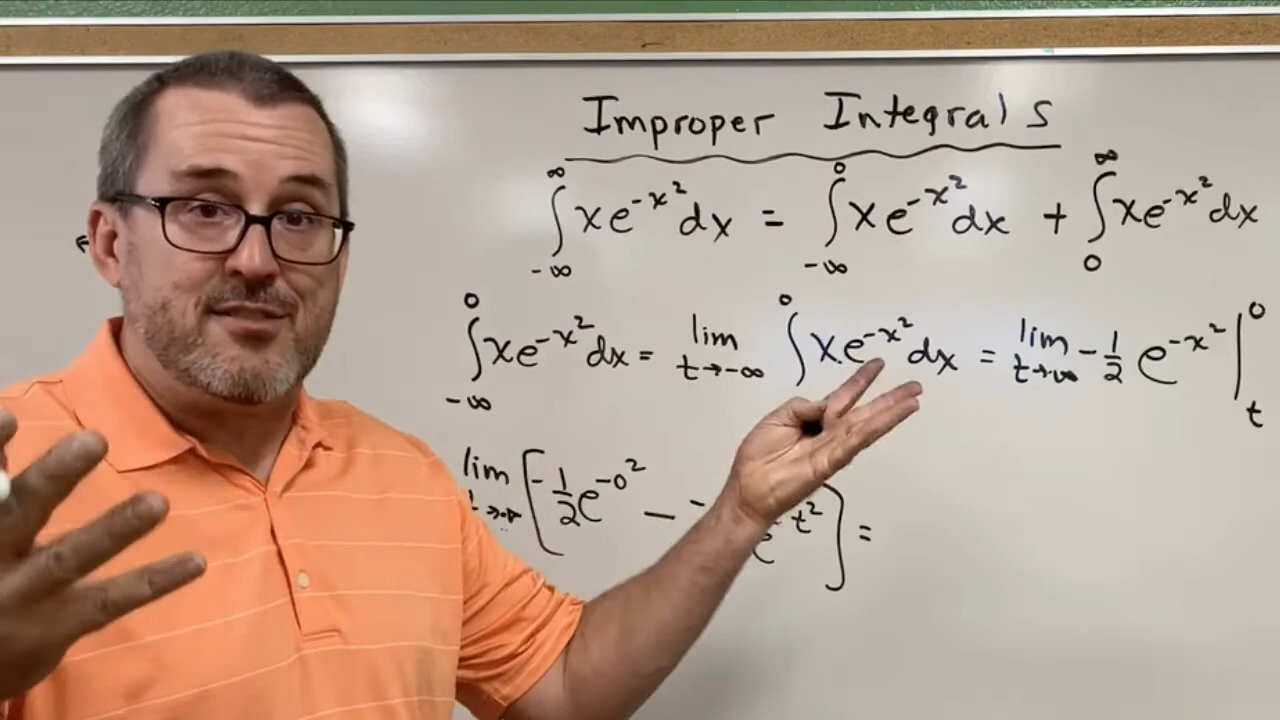 Improper Integrals
∫_{-∞}^{∞} xe^{-x²}dx = ∫_{-∞}^{0} xe^{-x²}dx + ∫_{0}^{∞} xe^{-x²}dx
∫_{-∞}^{0} xe^{-x²}dx = lim_{t→-∞} ∫^{0} xe^{-x²}dx = lim_{t→-∞} -½ e^{-x²} |_{t}^{0}
lim [-½e^{-0²} - - e^{-t²}] =